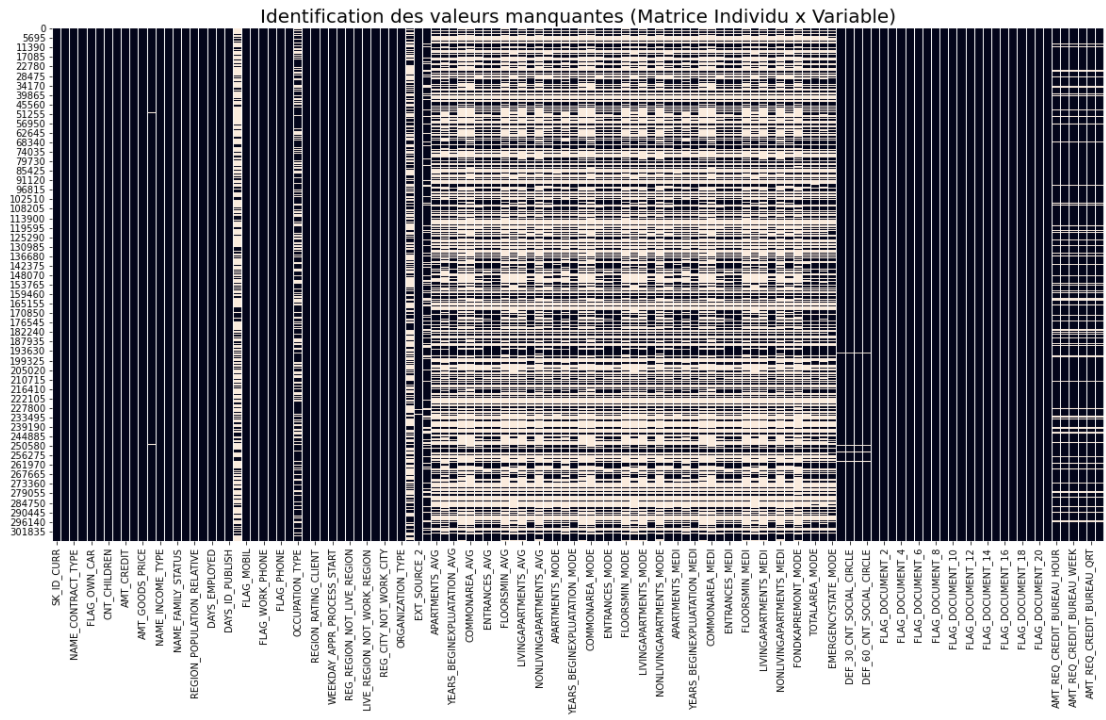 Identification des valeurs manquantes (Matrice Individu x Variable)
0
5695
11390
17085
22780
28475
34170
39865
45560
51255
56950
62645
68340
74035
79730
85425
91120
96815
102510
108205
113900
119595
125290
130985
136680
142375
148070
153765
159460
165155
170850
176545
182240
187935
193630
199325
205020
210715
216410
222105
227800
233495
239190
244885
250580
256275
261970
267665
273360
279055
284750
290445
296140
301835
SK_ID_CURR
NAME_CONTRACT_TYPE
FLAG_OWN_CAR
CNT_CHILDREN
AMT_CREDIT
AMT_GOODS_PRICE
NAME_INCOME_TYPE
NAME_FAMILY_STATUS
REGION_POPULATION_RELATIVE
DAYS_EMPLOYED
DAYS_ID_PUBLISH
FLAG_MOBIL
FLAG_WORK_PHONE
FLAG_PHONE
OCCUPATION_TYPE
REGION_RATING_CLIENT
WEEKDAY_APPR_PROCESS_START
REG_REGION_NOT_LIVE_REGION
LIVE_REGION_NOT_WORK_REGION
REG_CITY_NOT_WORK_CITY
ORGANIZATION_TYPE
EXT_SOURCE_2
APARTMENTS_AVG
YEARS_BEGINEXPLUATATION_AVG
COMMONAREA_AVG
ENTRANCES_AVG
FLOORSMIN_AVG
LIVINGAPARTMENTS_AVG
NONLIVINGAPARTMENTS_AVG
APARTMENTS_MODE
YEARS_BEGINEXPLUATATION_MODE
COMMONAREA_MODE
ENTRANCES_MODE
FLOORSMIN_MODE
LIVINGAPARTMENTS_MODE
NONLIVINGAPARTMENTS_MODE
APARTMENTS_MEDI
YEARS_BEGINEXPLUATATION_MEDI
COMMONAREA_MEDI
ENTRANCES_MEDI
FLOORSMIN_MEDI
LIVINGAPARTMENTS_MEDI
NONLIVINGAPARTMENTS_MEDI
FONDKAPREMONT_MODE
TOTALAREA_MODE
EMERGENCYSTATE_MODE
DEF_30_CNT_SOCIAL_CIRCLE
DEF_60_CNT_SOCIAL_CIRCLE
FLAG_DOCUMENT_2
FLAG_DOCUMENT_4
FLAG_DOCUMENT_6
FLAG_DOCUMENT_8
FLAG_DOCUMENT_10
FLAG_DOCUMENT_12
FLAG_DOCUMENT_14
FLAG_DOCUMENT_16
FLAG_DOCUMENT_18
FLAG_DOCUMENT_20
AMT_REQ_CREDIT_BUREAU_HOUR
AMT_REQ_CREDIT_BUREAU_WEEK
AMT_REQ_CREDIT_BUREAU_QRT